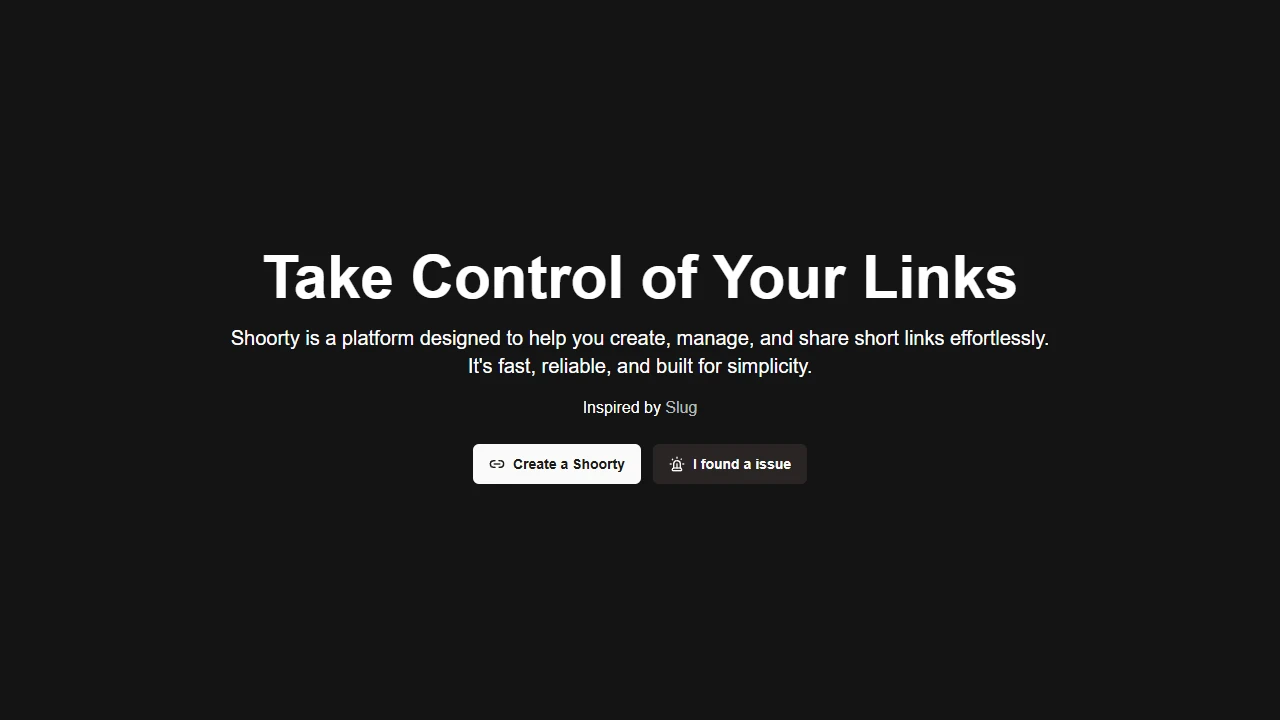 Take Control of Your Links
Shoorty is a platform designed to help you create, manage, and share short links effortlessly.
It's fast, reliable, and built for simplicity.
Inspired by Slug
Create a Shoorty
I found a issue